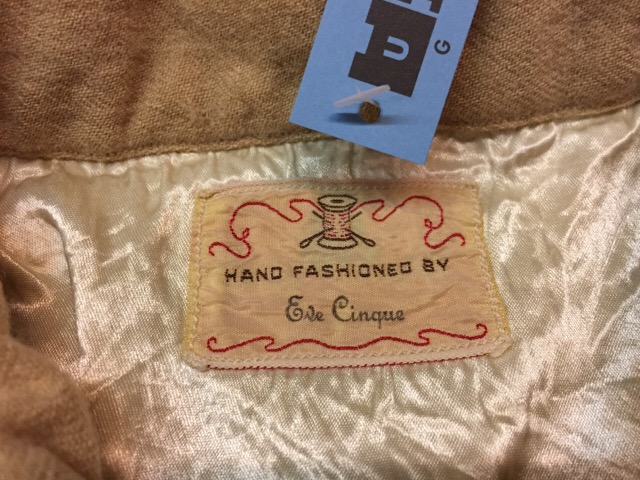 U
G
HAND FASHIONED BY
Eve Cinque